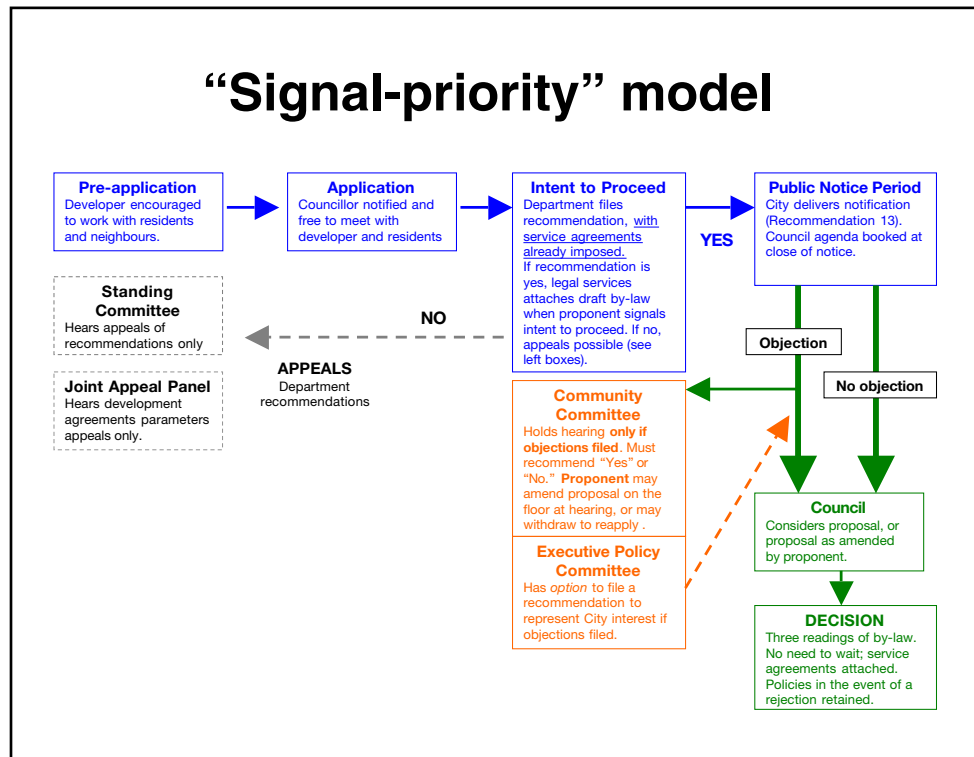 “Signal-priority” model
Pre-application
Developer encouraged
to work with residents
and neighbours.
Application
Councillor notified and
free to meet with
developer and residents
Intent to Proceed
Department files
recommendation, with
service agreements
already imposed.
If recommendation is
yes, legal services
attaches draft by-law
when proponent signals
intent to proceed. If no,
appeals possible (see
left boxes).
YES
Public Notice Period
City delivers notification
(Recommendation 13).
Council agenda booked at
close of notice.
Standing
Committee
Hears appeals of
recommendations only
NO
APPEALS
Department
recommendations
Joint Appeal Panel
Hears development
agreements parameters
appeals only.
Objection
No objection
Community
Committee
Holds hearing only if
objections filed. Must
recommend “Yes” or
“No.” Proponent may
amend proposal on the
floor at hearing, or may
withdraw to reapply .
Executive Policy
Committee
Has option to file a
recommendation to
represent City interest if
objections filed.
Council
Considers proposal, or
proposal as amended
by proponent.
DECISION
Three readings of by-law.
No need to wait; service
agreements attached.
Policies in the event of a
rejection retained.